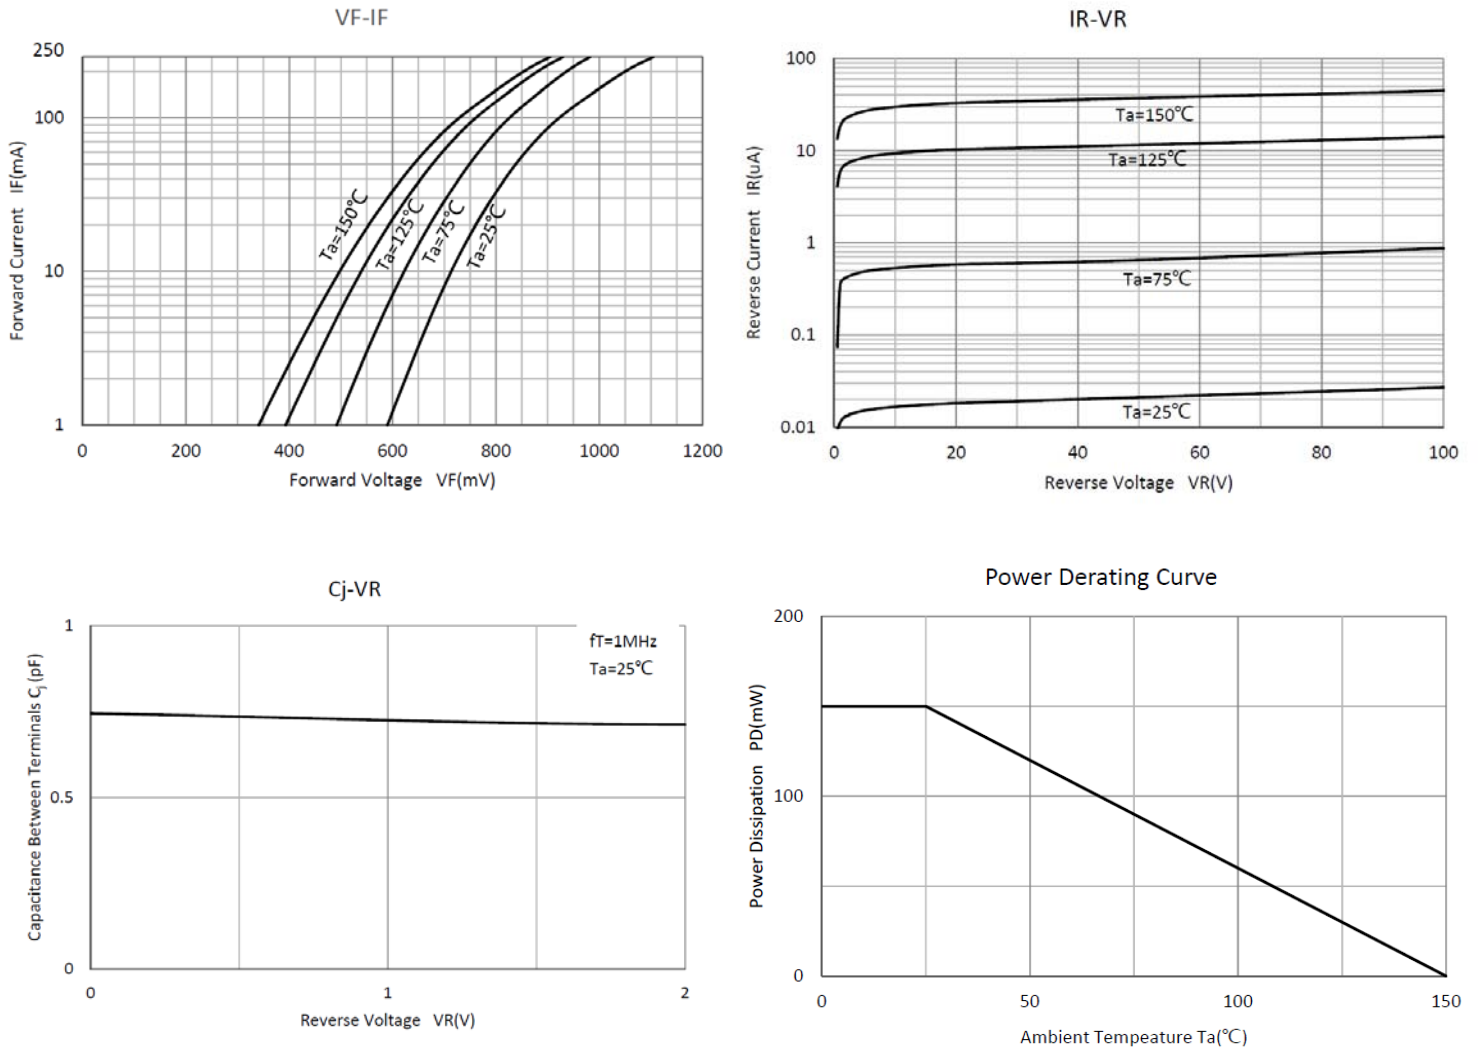 VF-IF
250
100
10
1
Forward Current IF(mA)
Ta=150℃
Ta=125℃
Ta=75℃
Ta=25℃
0 200 400 600 800 1000 1200
Forward Voltage VF(mV)
IR-VR
100
10
1
0.1
0.01
Reverse Current IR(uA)
Ta=150℃
Ta=125℃
Ta=75℃
Ta=25℃
0 20 40 60 80 100
Reverse Voltage VR(V)
Cj-VR
1
0.5
0
Capacitance Between Terminals Cj (pF)
fT=1MHz
Ta=25℃
0 1 2
Reverse Voltage VR(V)
Power Derating Curve
200
100
0
Power Dissipation PD(mW)
0 50 100 150
Ambient Tempeature Ta(℃)